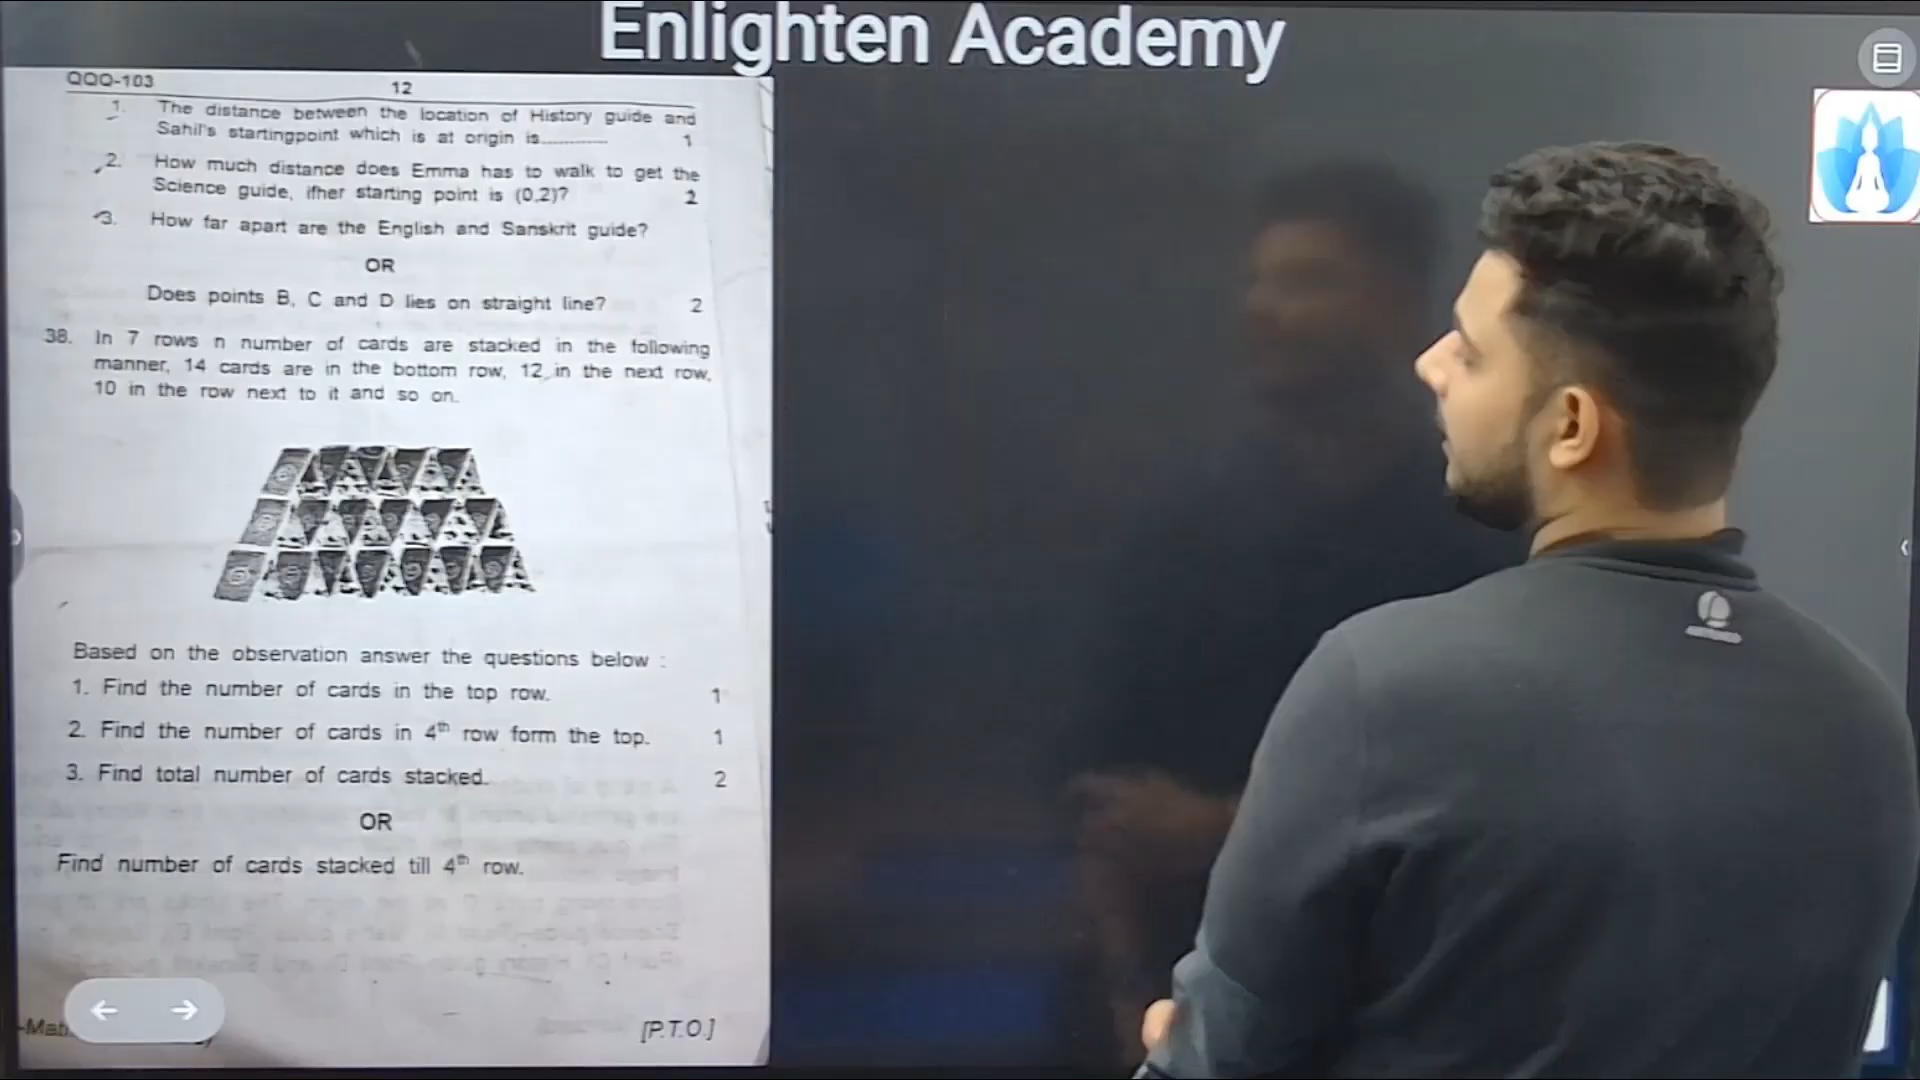 Enlighten Academy
QQQ-103
12
1. The distance between the location of History guide and
Sahil's startingpoint which is at origin is............ 1
2. How much distance does Emma has to walk to get the
Science guide, ifher starting point is (0,2)? 2
3. How far apart are the English and Sanskrit guide?
OR
Does points B, C and D lies on straight line? 2
38. In 7 rows n number of cards are stacked in the following
manner, 14 cards are in the bottom row, 12 in the next row,
10 in the row next to it and so on.
Based on the observation answer the questions below :
1. Find the number of cards in the top row. 1
2. Find the number of cards in 4th row form the top. 1
3. Find total number of cards stacked. 2
OR
Find number of cards stacked till 4th row.
[P.T.O.]